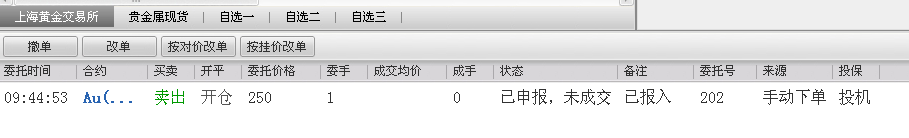 上海黄金交易所 贵金属现货 自选一 自选二 自选三
撤单 改单 按对价改单 按挂价改单
委托时间 合约 买卖 开平 委托价格 委手 成交均价 成手 状态 备注 委托号 来源 投保
09:44:53 Au(... 卖出 开仓 250 1 0 已申报，未成交 已报入 202 手动下单 投机